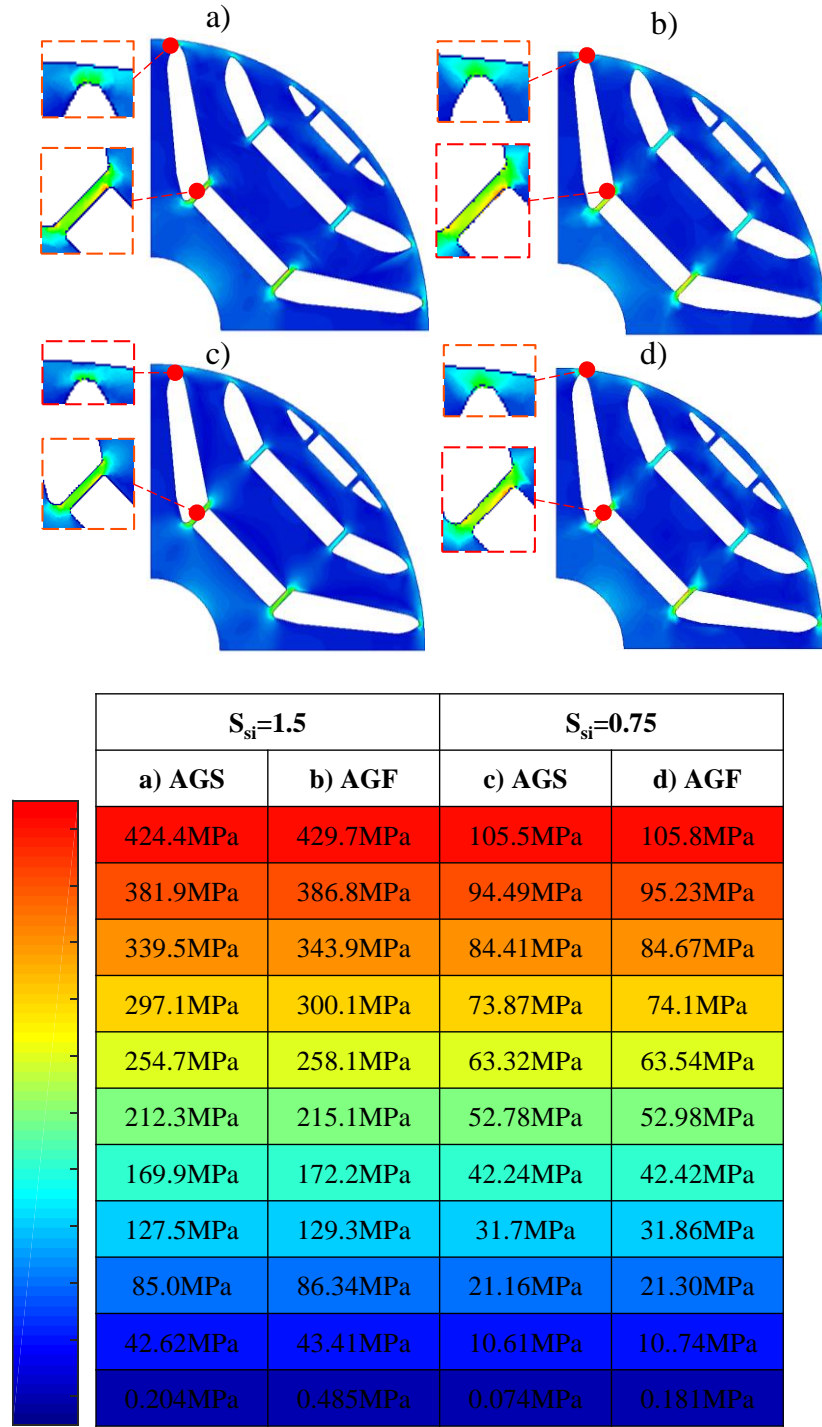 a)
b)
c)
d)
S_si=1.5 S_si=0.75
a) AGS b) AGF c) AGS d) AGF
424.4MPa 429.7MPa 105.5MPa 105.8MPa
381.9MPa 386.8MPa 94.49MPa 95.23MPa
339.5MPa 343.9MPa 84.41MPa 84.67MPa
297.1MPa 300.1MPa 73.87MPa 74.1MPa
254.7MPa 258.1MPa 63.32MPa 63.54MPa
212.3MPa 215.1MPa 52.78MPa 52.98MPa
169.9MPa 172.2MPa 42.24MPa 42.42MPa
127.5MPa 129.3MPa 31.7MPa 31.86MPa
85.0MPa 86.34MPa 21.16MPa 21.30MPa
42.62MPa 43.41MPa 10.61MPa 10..74MPa
0.204MPa 0.485MPa 0.074MPa 0.181MPa